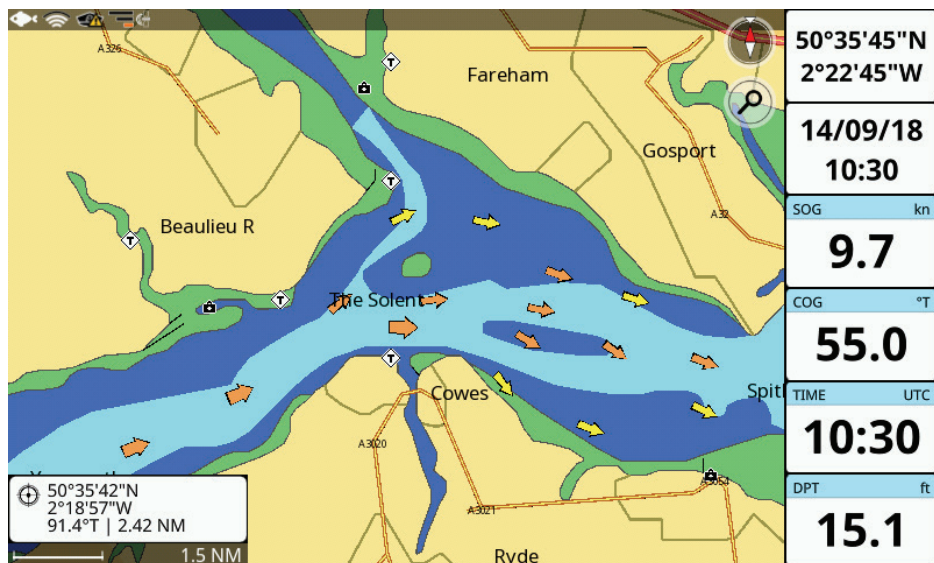 A326
Fareham
Gosport
A32
Beaulieu R
T
T
T
T
T
The Solent
Cowes
A3020
A3021
A3054
Ryde
50°35'42"N
2°18'57"W
91.4°T | 2.42 NM
1.5 NM
50°35'45"N
2°22'45"W
14/09/18
10:30
SOG kn
9.7
COG °T
55.0
TIME UTC
10:30
DPT ft
15.1